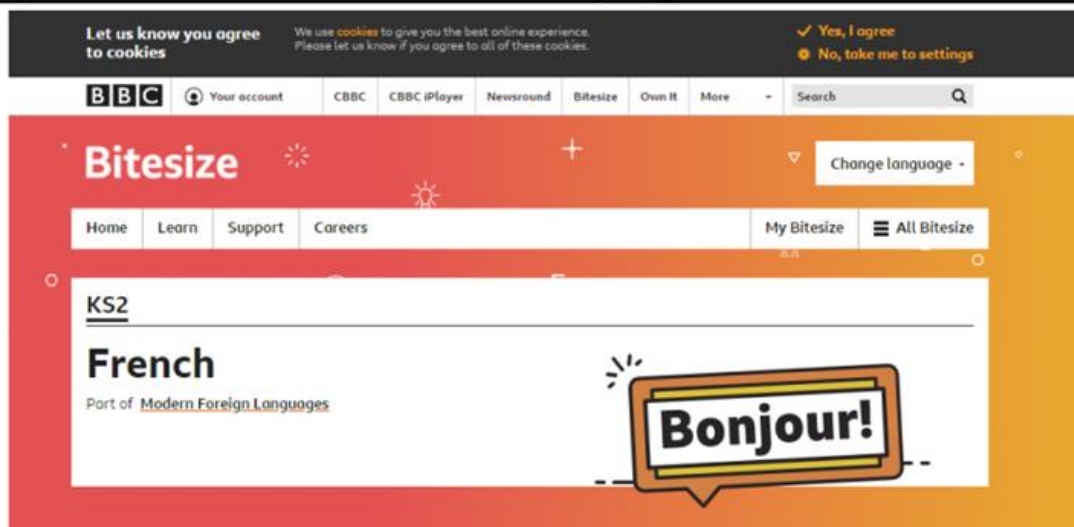 Let us know you agree
to cookies
We use cookies to give you the best online experience.
Please let us know if you agree to all of these cookies.
Yes, I agree
No, take me to settings
BBC Your account CBBC CBBC iPlayer Newsround Bitesize Own It More Search
Bitesize
Change language
Home Learn Support Careers My Bitesize All Bitesize
KS2
French
Part of Modern Foreign Languages
Bonjour!